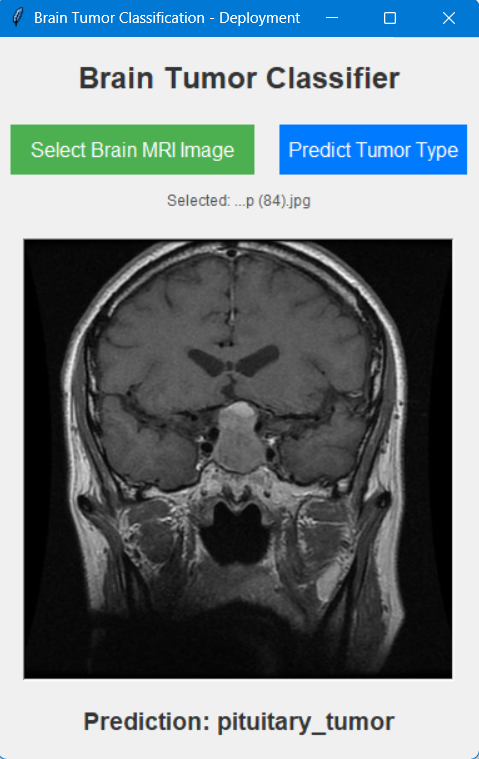 Brain Tumor Classification - Deployment
Brain Tumor Classifier
Select Brain MRI Image
Predict Tumor Type
Selected: ...p (84).jpg
Prediction: pituitary_tumor